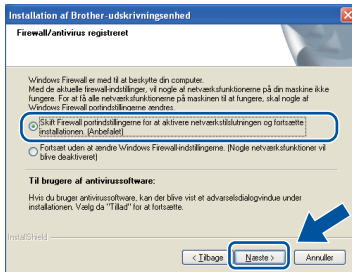 Installation af Brother-udskrivningsenhed
Firewall/antivirus registreret
Windows Firewall er med til at beskytte din computer.
Med de aktuelle firewall-indstillinger, vil nogle af netværksfunktionerne på din maskine ikke
fungere. For at få alle netværksfunktionerne på maskinen til at fungere, skal nogle af
Windows Firewall portindstillingerne ændres.
Skift Firewall portindstillingerne for at aktivere netværkstilslutningen og fortsætte
installationen. (Anbefalet)
Fortsæt uden at ændre Windows Firewall-indstillingerne. (Nogle netværksfunktioner vil
blive deaktiveret)
Til brugere af antivirussoftware:
Hvis du bruger antivirussoftware, kan der blive vist et advarselsdialogvindue under
installationen. Vælg da "Tillad" for at fortsætte.
InstallShield
< Tilbage
Næste >
Annuller